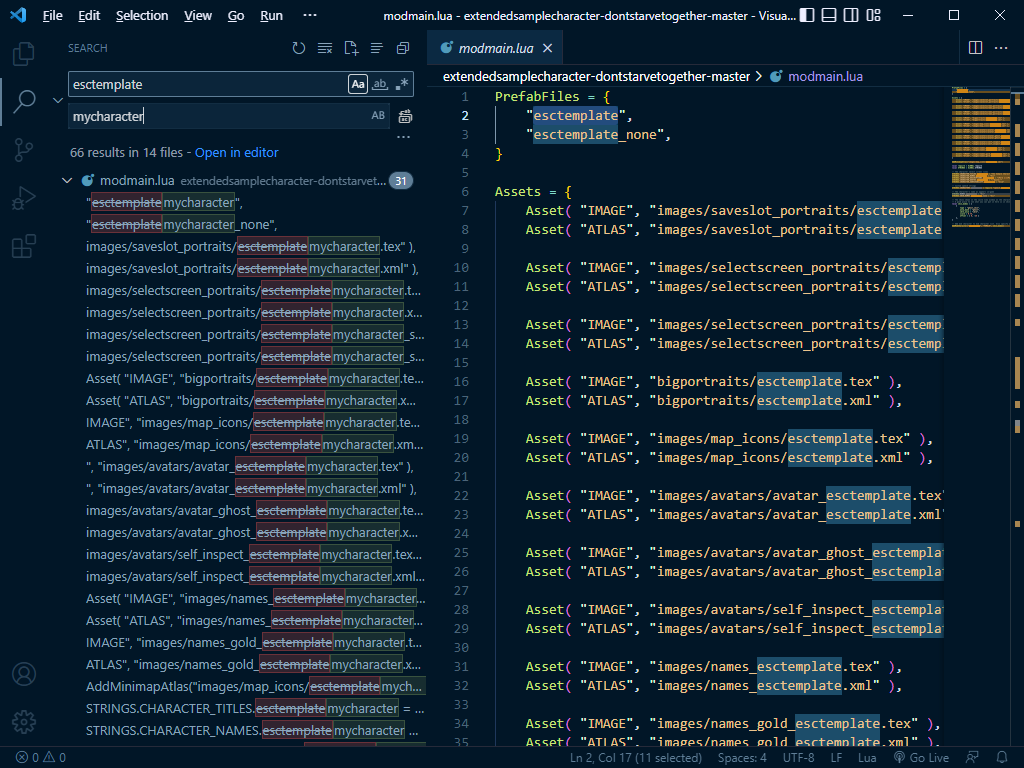 File Edit Selection View Go Run ··· modmain.lua - extendedsamplecharacter-dontstarvetogether-master - Visua...
SEARCH
esctemplate Aa ab .*
mycharacter AB
...
66 results in 14 files - Open in editor
modmain.lua extendedsamplecharacter-dontstarvet... 31
"esctemplatemycharacter",
"esctemplatemycharacter_none",
images/saveslot_portraits/esctemplatemycharacter.tex" ),
images/saveslot_portraits/esctemplatemycharacter.xml" ),
images/selectscreen_portraits/esctemplatemycharacter.t...
images/selectscreen_portraits/esctemplatemycharacter.x...
images/selectscreen_portraits/esctemplatemycharacter_s...
images/selectscreen_portraits/esctemplatemycharacter_s...
Asset( "IMAGE", "bigportraits/esctemplatemycharacter.te...
Asset( "ATLAS", "bigportraits/esctemplatemycharacter.x...
IMAGE", "images/map_icons/esctemplatemycharacter.te...
ATLAS", "images/map_icons/esctemplatemycharacter.xm...
", "images/avatars/avatar_esctemplatemycharacter.tex" ),
", "images/avatars/avatar_esctemplatemycharacter.xml" ),
images/avatars/avatar_ghost_esctemplatemycharacter.te...
images/avatars/avatar_ghost_esctemplatemycharacter.x...
images/avatars/self_inspect_esctemplatemycharacter.tex...
images/avatars/self_inspect_esctemplatemycharacter.xml...
Asset( "IMAGE", "images/names_esctemplatemycharacter...
Asset( "ATLAS", "images/names_esctemplatemycharacter...
IMAGE", "images/names_gold_esctemplatemycharacter.t...
ATLAS", "images/names_gold_esctemplatemycharacter.x...
AddMinimapAtlas("images/map_icons/esctemplatemych...
STRINGS.CHARACTER_TITLES.esctemplatemycharacter = ...
STRINGS.CHARACTER_NAMES.esctemplatemycharacter ...
modmain.lua
extendedsamplecharacter-dontstarvetogether-master > modmain.lua
1 PrefabFiles = {
2 "esctemplate",
3 "esctemplate_none",
4 }
5
6 Assets = {
7 Asset( "IMAGE", "images/saveslot_portraits/esctemplate
8 Asset( "ATLAS", "images/saveslot_portraits/esctemplate
9
10 Asset( "IMAGE", "images/selectscreen_portraits/esctemp
11 Asset( "ATLAS", "images/selectscreen_portraits/esctemp
12
13 Asset( "IMAGE", "images/selectscreen_portraits/esctemp
14 Asset( "ATLAS", "images/selectscreen_portraits/esctemp
15
16 Asset( "IMAGE", "bigportraits/esctemplate.tex" ),
17 Asset( "ATLAS", "bigportraits/esctemplate.xml" ),
18
19 Asset( "IMAGE", "images/map_icons/esctemplate.tex" ),
20 Asset( "ATLAS", "images/map_icons/esctemplate.xml" ),
21
22 Asset( "IMAGE", "images/avatars/avatar_esctemplate.tex"
23 Asset( "ATLAS", "images/avatars/avatar_esctemplate.xml"
24
25 Asset( "IMAGE", "images/avatars/avatar_ghost_esctempla
26 Asset( "ATLAS", "images/avatars/avatar_ghost_esctempla
27
28 Asset( "IMAGE", "images/avatars/self_inspect_esctempla
29 Asset( "ATLAS", "images/avatars/self_inspect_esctempla
30
31 Asset( "IMAGE", "images/names_esctemplate.tex" ),
32 Asset( "ATLAS", "images/names_esctemplate.xml" ),
33
34 Asset( "IMAGE", "images/names_gold_esctemplate.tex" ),
35 Asset( "ATLAS", "images/names_gold_esctemplate.xml" ),
0 0 Ln 2, Col 17 (11 selected) Spaces: 4 UTF-8 LF Lua Go Live